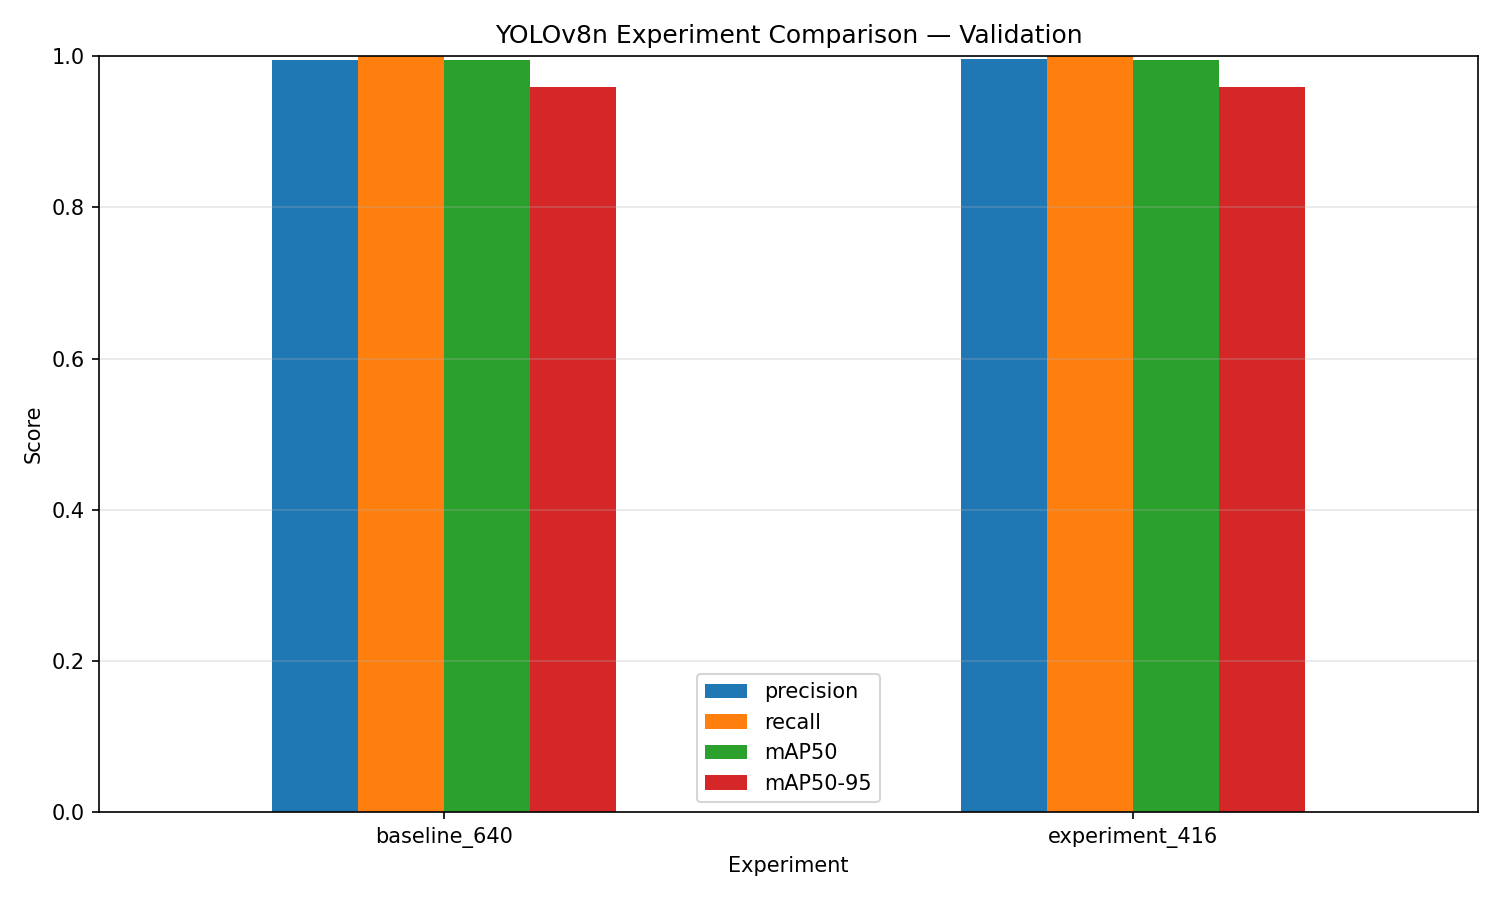 YOLOv8n Experiment Comparison — Validation
1.0
0.8
0.6
0.4
0.2
0.0
Score
precision
recall
mAP50
mAP50-95
baseline_640
experiment_416
Experiment